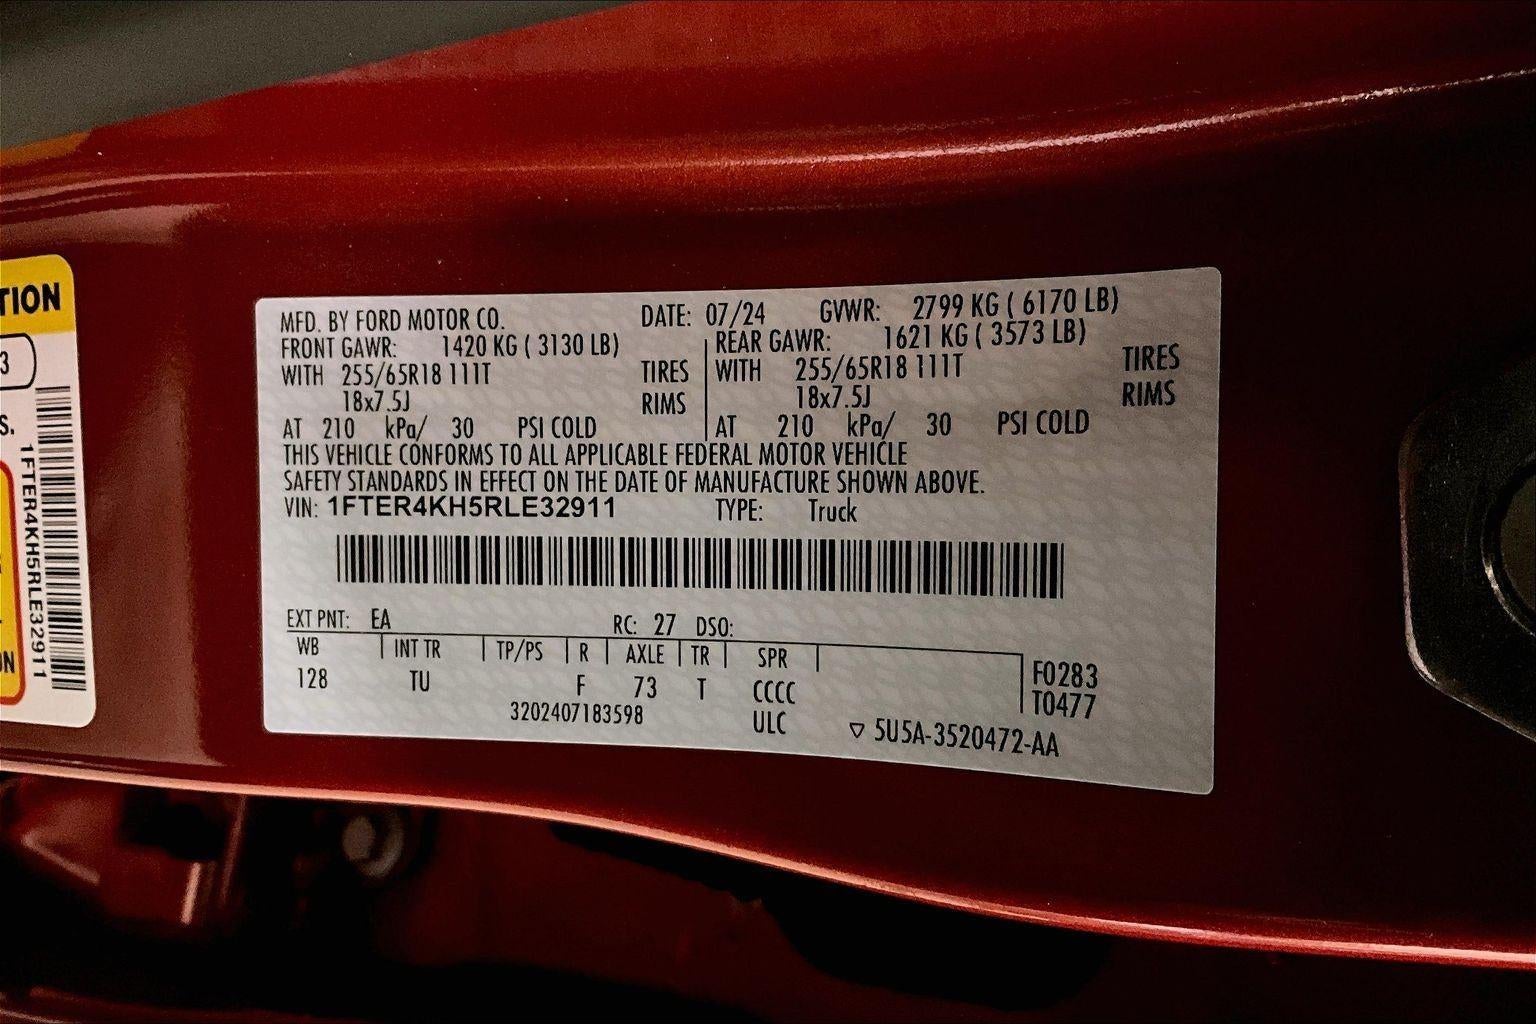 TION
3
S.
1FTER4KH5RLE32911
ON
MFD. BY FORD MOTOR CO. DATE: 07/24 GVWR: 2799 KG ( 6170 LB)
FRONT GAWR: 1420 KG ( 3130 LB) REAR GAWR: 1621 KG ( 3573 LB)
WITH 255/65R18 111T TIRES WITH 255/65R18 111T TIRES
18x7.5J RIMS 18x7.5J RIMS
AT 210 kPa/ 30 PSI COLD AT 210 kPa/ 30 PSI COLD
THIS VEHICLE CONFORMS TO ALL APPLICABLE FEDERAL MOTOR VEHICLE
SAFETY STANDARDS IN EFFECT ON THE DATE OF MANUFACTURE SHOWN ABOVE.
VIN: 1FTER4KH5RLE32911 TYPE: Truck
EXT PNT: EA RC: 27 DSO:
WB INT TR TP/PS R AXLE TR SPR F0283
128 TU F 73 T CCCC T0477
3202407183598 ULC ▽ 5U5A-3520472-AA